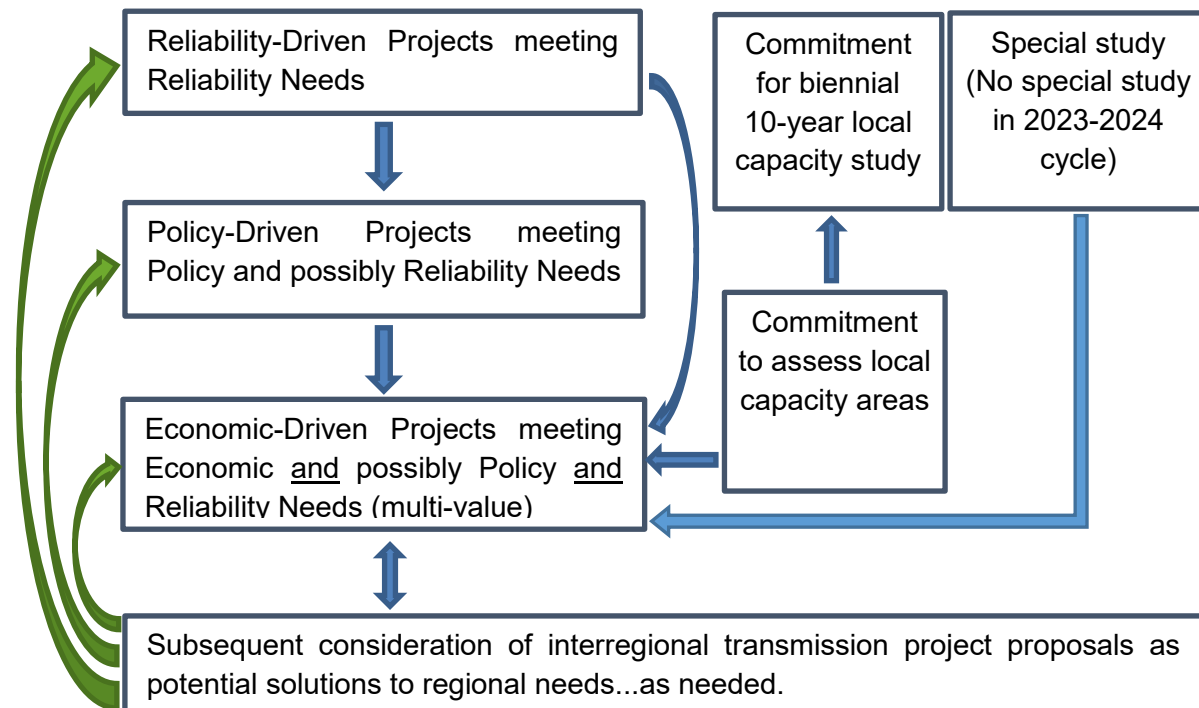 Reliability-Driven Projects meeting
Reliability Needs
Commitment
for biennial
10-year local
capacity study
Special study
(No special study
in 2023-2024
cycle)
Policy-Driven Projects meeting
Policy and possibly Reliability Needs
Commitment
to assess local
capacity areas
Economic-Driven Projects meeting
Economic and possibly Policy and
Reliability Needs (multi-value)
Subsequent consideration of interregional transmission project proposals as
potential solutions to regional needs...as needed.